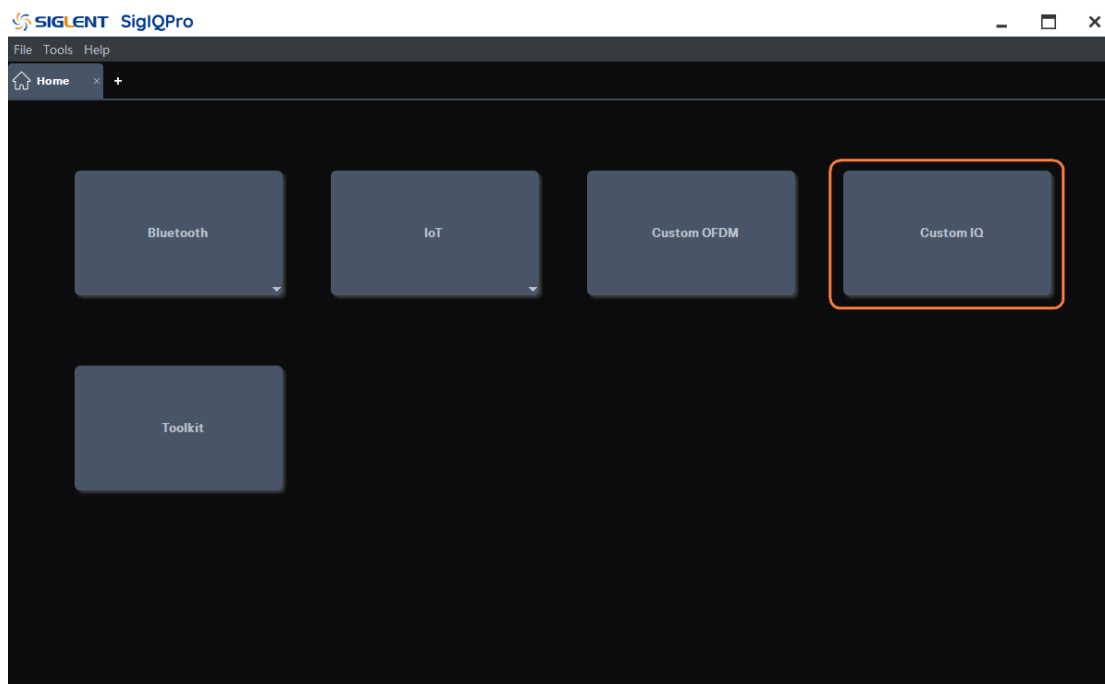 SIGLENT SigIQPro
File Tools Help
Home × +
Bluetooth IoT Custom OFDM Custom IQ
Toolkit